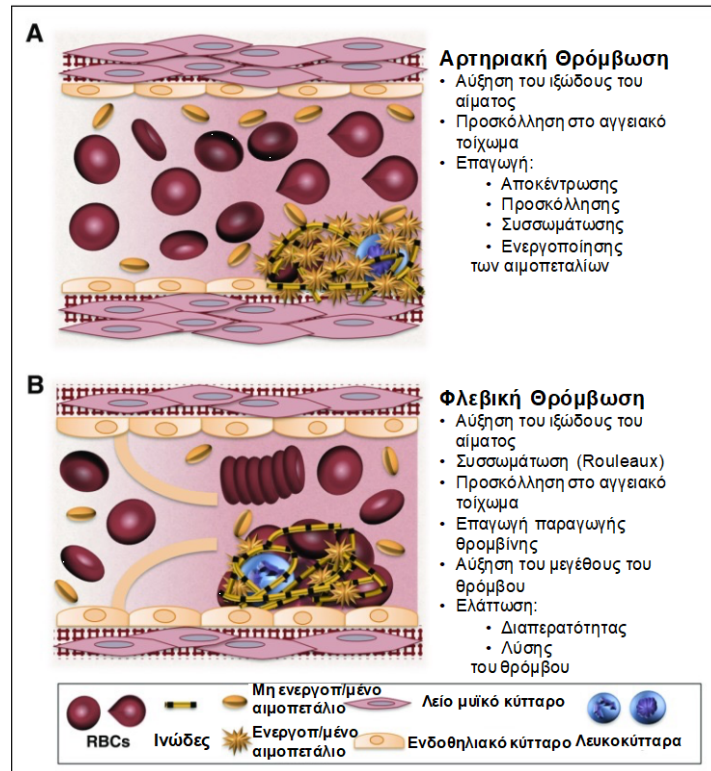 A
Αρτηριακή Θρόμβωση
• Αύξηση του ιξώδους του
αίματος
• Προσκόλληση στο αγγειακό
τοίχωμα
• Επαγωγή:
• Αποκέντρωσης
• Προσκόλλησης
• Συσσωμάτωσης
• Ενεργοποίησης
των αιμοπεταλίων
B
Φλεβική Θρόμβωση
• Αύξηση του ιξώδους του
αίματος
• Συσσωμάτωση (Rouleaux)
• Προσκόλληση στο αγγειακό
τοίχωμα
• Επαγωγή παραγωγής
θρομβίνης
• Αύξηση του μεγέθους του
θρόμβου
• Ελάττωση:
• Διαπερατότητας
• Λύσης
του θρόμβου
RBCs
Ινώδες
Μη ενεργοπ/μένο
αιμοπετάλιο
Ενεργοπ/μένο
αιμοπετάλιο
Λείο μυϊκό κύτταρο
Ενδοθηλιακό κύτταρο
Λευκοκύτταρα